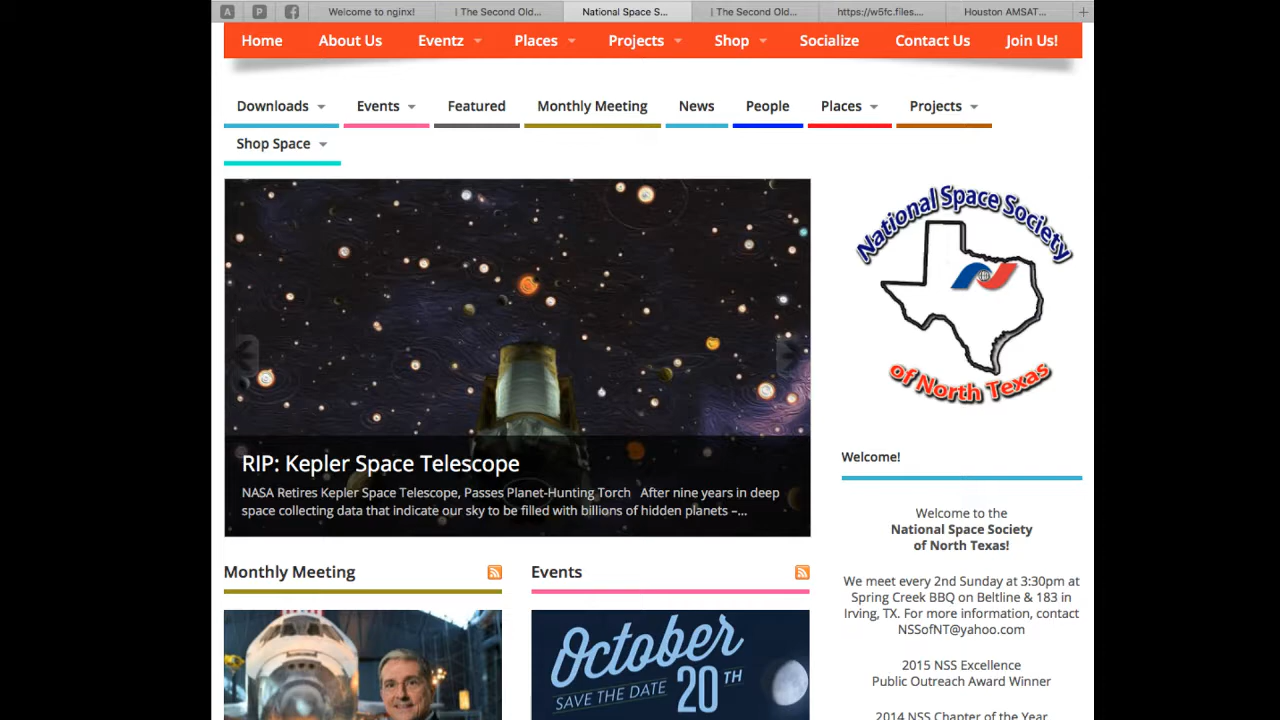 A P Welcome to nginx! | The Second Old... National Space S... | The Second Old... https://w5fc.files.... Houston AMSAT... +
Home About Us Eventz Places Projects Shop Socialize Contact Us Join Us!
Downloads Events Featured Monthly Meeting News People Places Projects
Shop Space
RIP: Kepler Space Telescope
NASA Retires Kepler Space Telescope, Passes Planet-Hunting Torch After nine years in deep
space collecting data that indicate our sky to be filled with billions of hidden planets –...
National Space Society
of North Texas
Welcome!
Welcome to the
National Space Society
of North Texas!
We meet every 2nd Sunday at 3:30pm at
Spring Creek BBQ on Beltline & 183 in
Irving, TX. For more information, contact
NSSofNT@yahoo.com
2015 NSS Excellence
Public Outreach Award Winner
2014 NSS Chapter of the Year
Monthly Meeting
Events
October
SAVE THE DATE 20TH